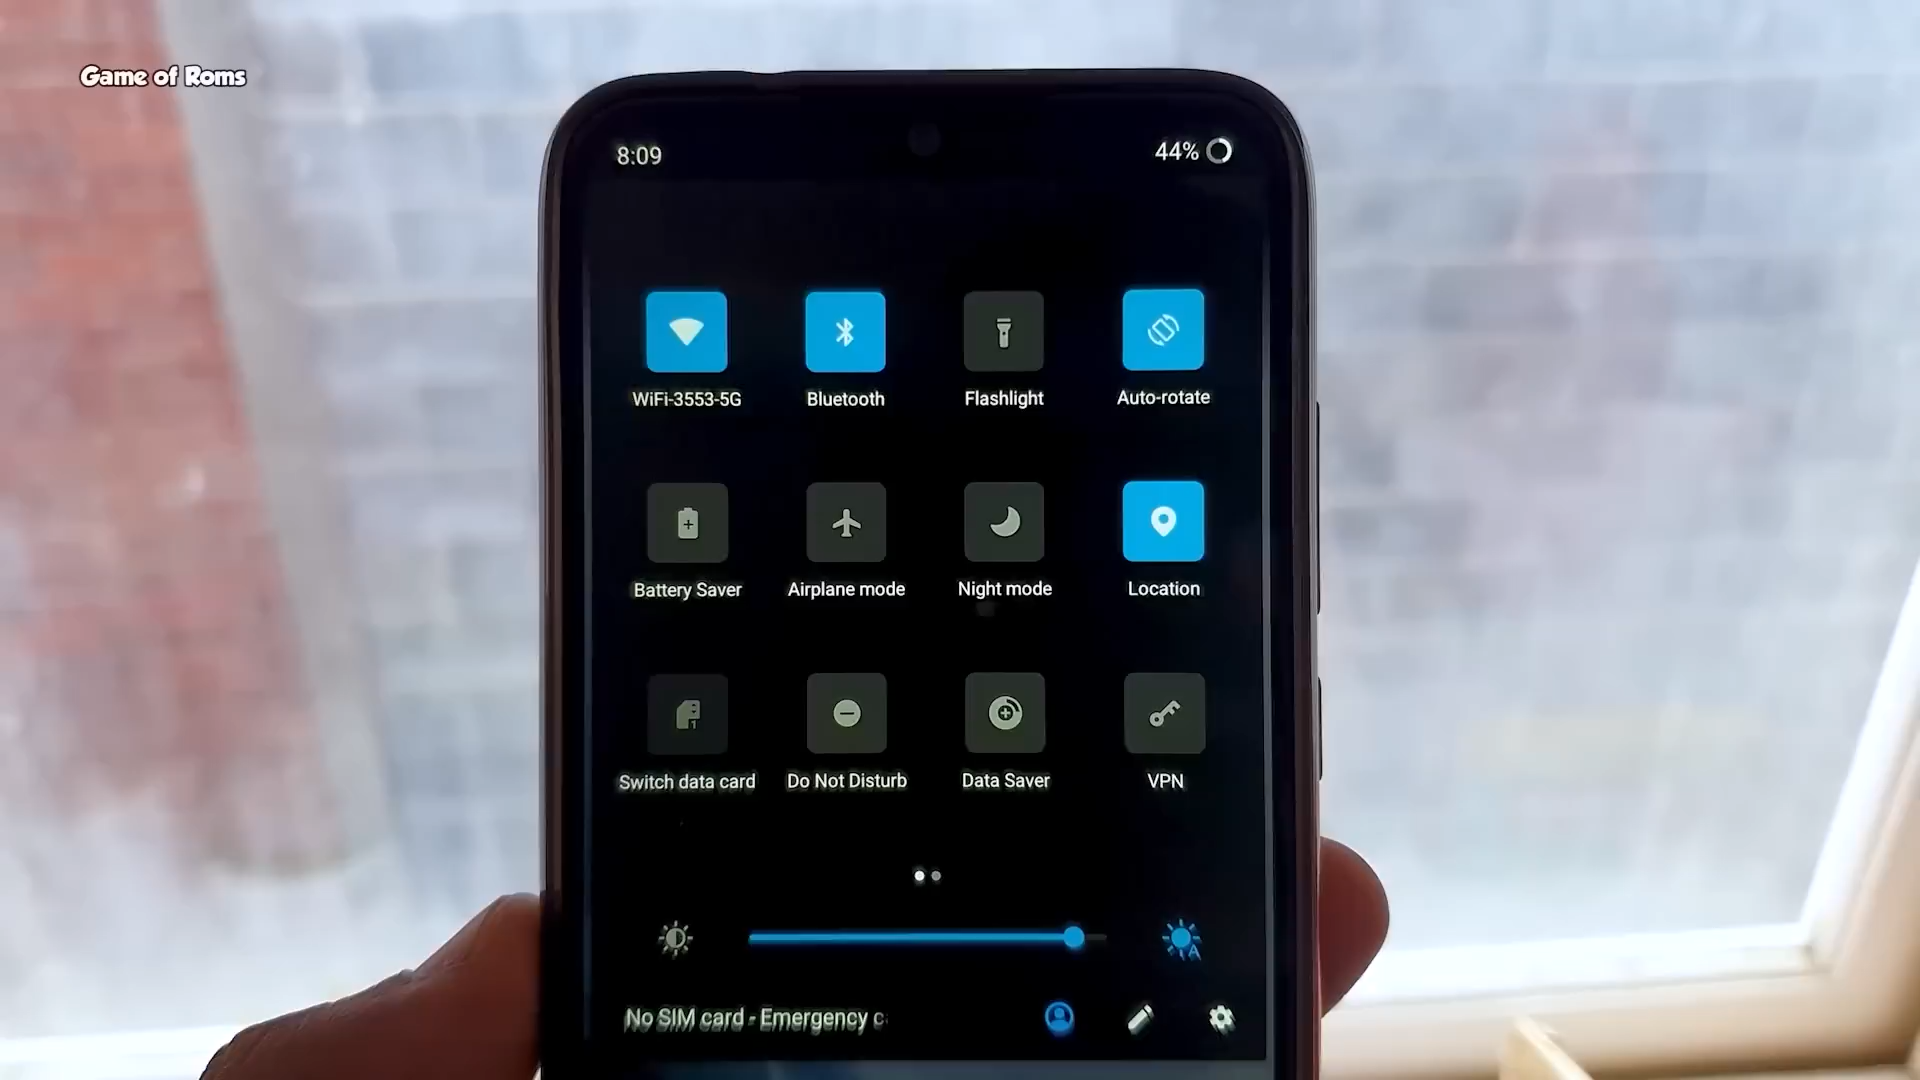 Game of Roms
8:09
44%
WiFi-3553-5G
Bluetooth
Flashlight
Auto-rotate
Battery Saver
Airplane mode
Night mode
Location
Switch data card
Do Not Disturb
Data Saver
VPN
No SIM card - Emergency c